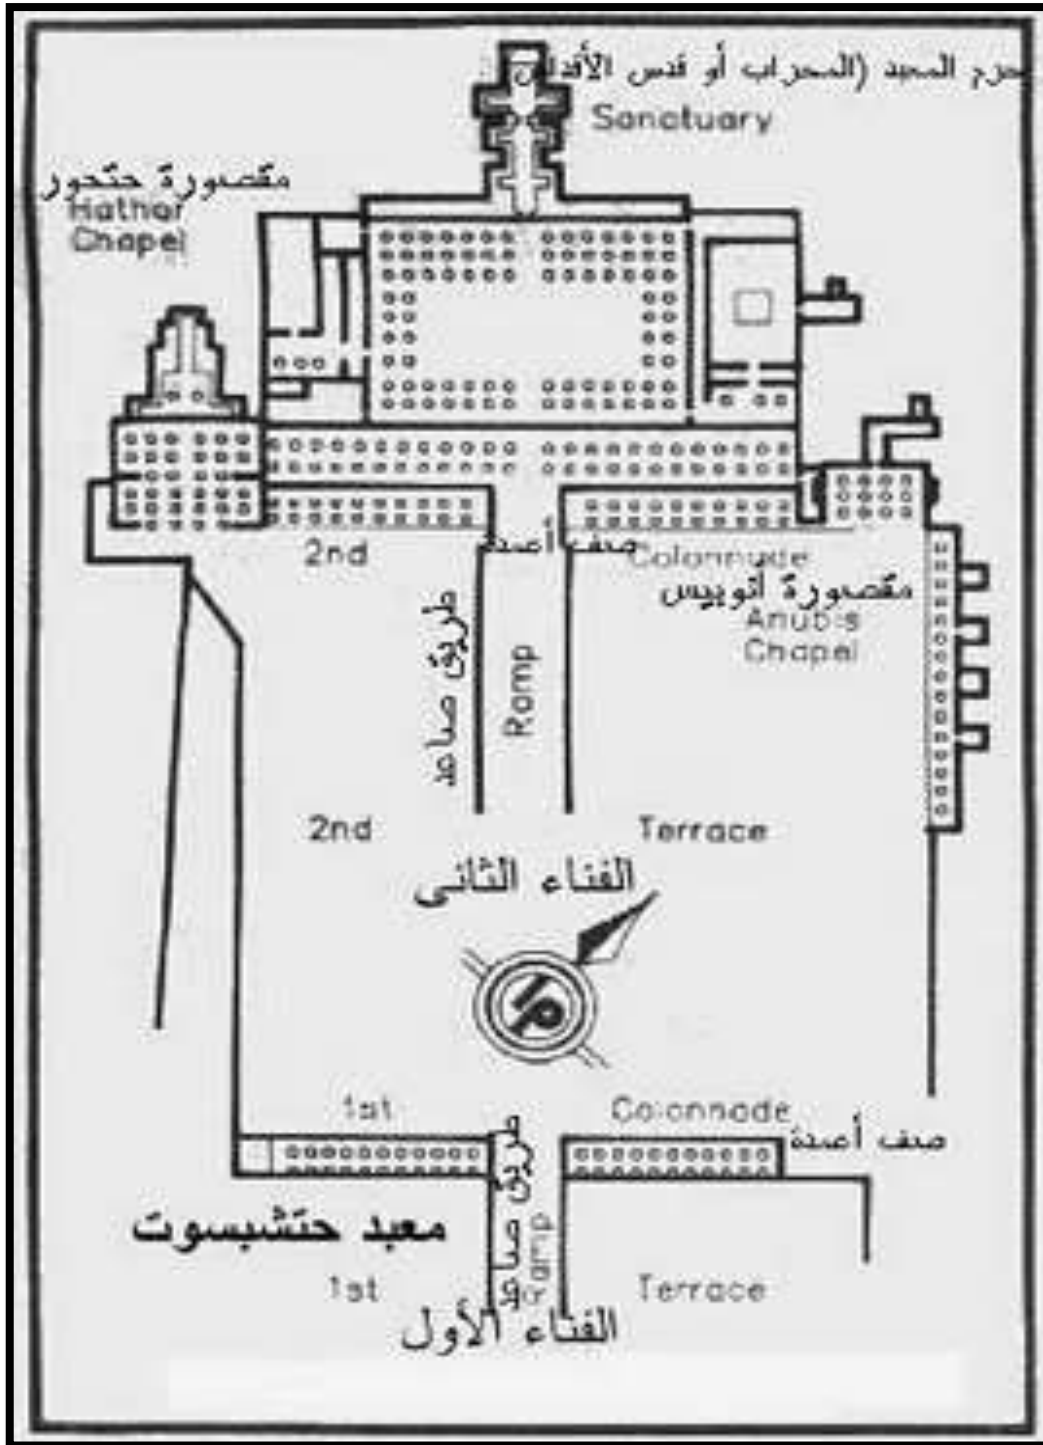 حرم المعبد (المحراب أو قدس الأقداس
Sanctuary
مقصورة حتحور
Hathor
Chapel
2nd
صف أعمدة
Colonnade
مقصورة أنوبيس
Anubis
Chapel
طريق صاعد
Ramp
2nd
Terrace
الفناء الثانى
1st
Colonnade
صف أعمدة
طريق صاعد
Ramp
معبد حتشبسوت
1st
Terrace
الفناء الأول